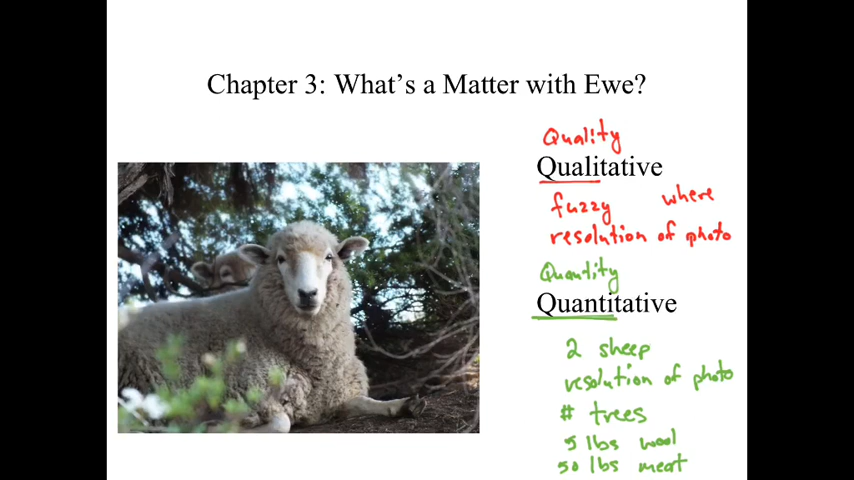 Chapter 3: What's a Matter with Ewe?
Quality
Qualitative
fuzzy where
resolution of photo
Quantity
Quantitative
2 sheep
resolution of photo
# trees
5 lbs wool
50 lbs meat